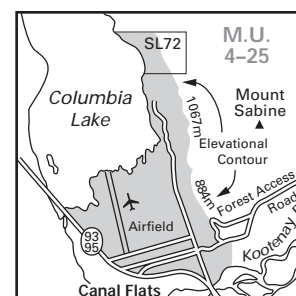 SL72
M.U.
4–25
Columbia
Lake
1067m
Mount
Sabine
Elevational
Contour
884m
Forest Access
Road
Kootenay
Airfield
93
95
Canal Flats